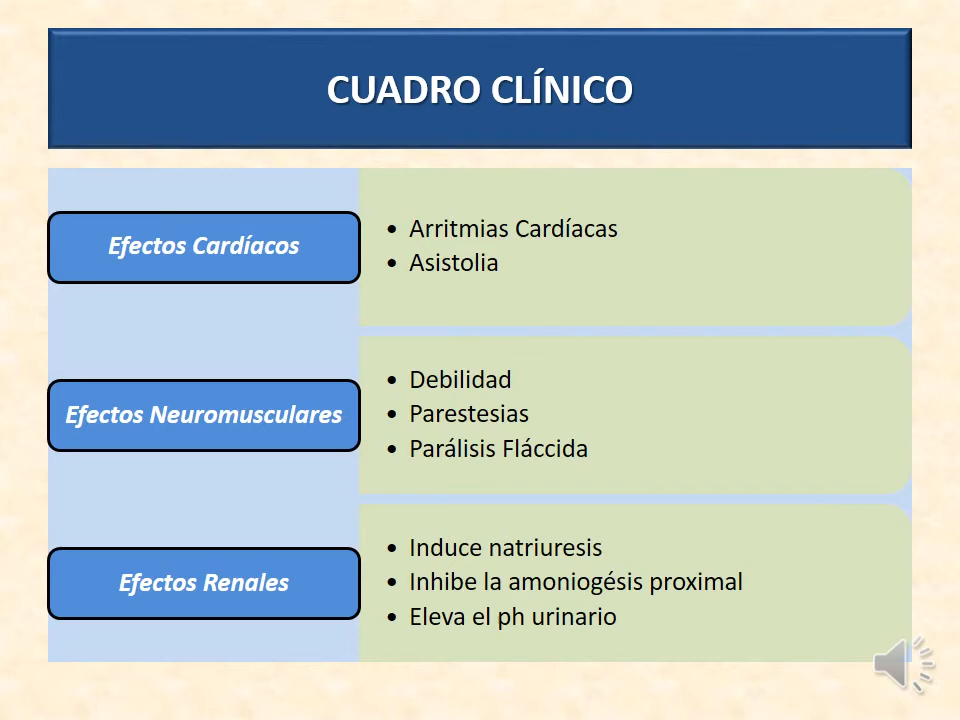 CUADRO CLÍNICO
Efectos Cardíacos
• Arritmias Cardíacas
• Asistolia
Efectos Neuromusculares
• Debilidad
• Parestesias
• Parálisis Fláccida
Efectos Renales
• Induce natriuresis
• Inhibe la amoniogésis proximal
• Eleva el ph urinario